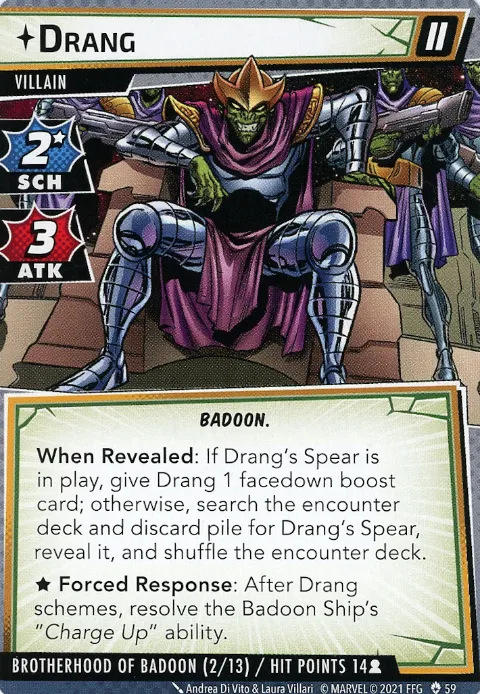 DRANG
II
VILLAIN
2★
SCH
3
ATK
BADOON.
When Revealed: If Drang's Spear is
in play, give Drang 1 facedown boost
card; otherwise, search the encounter
deck and discard pile for Drang's Spear,
reveal it, and shuffle the encounter deck.
★ Forced Response: After Drang
schemes, resolve the Badoon Ship's
"Charge Up" ability.
BROTHERHOOD OF BADOON (2/13) / HIT POINTS 14
Andrea Di Vito & Laura Villari © MARVEL © 2021 FFG 59